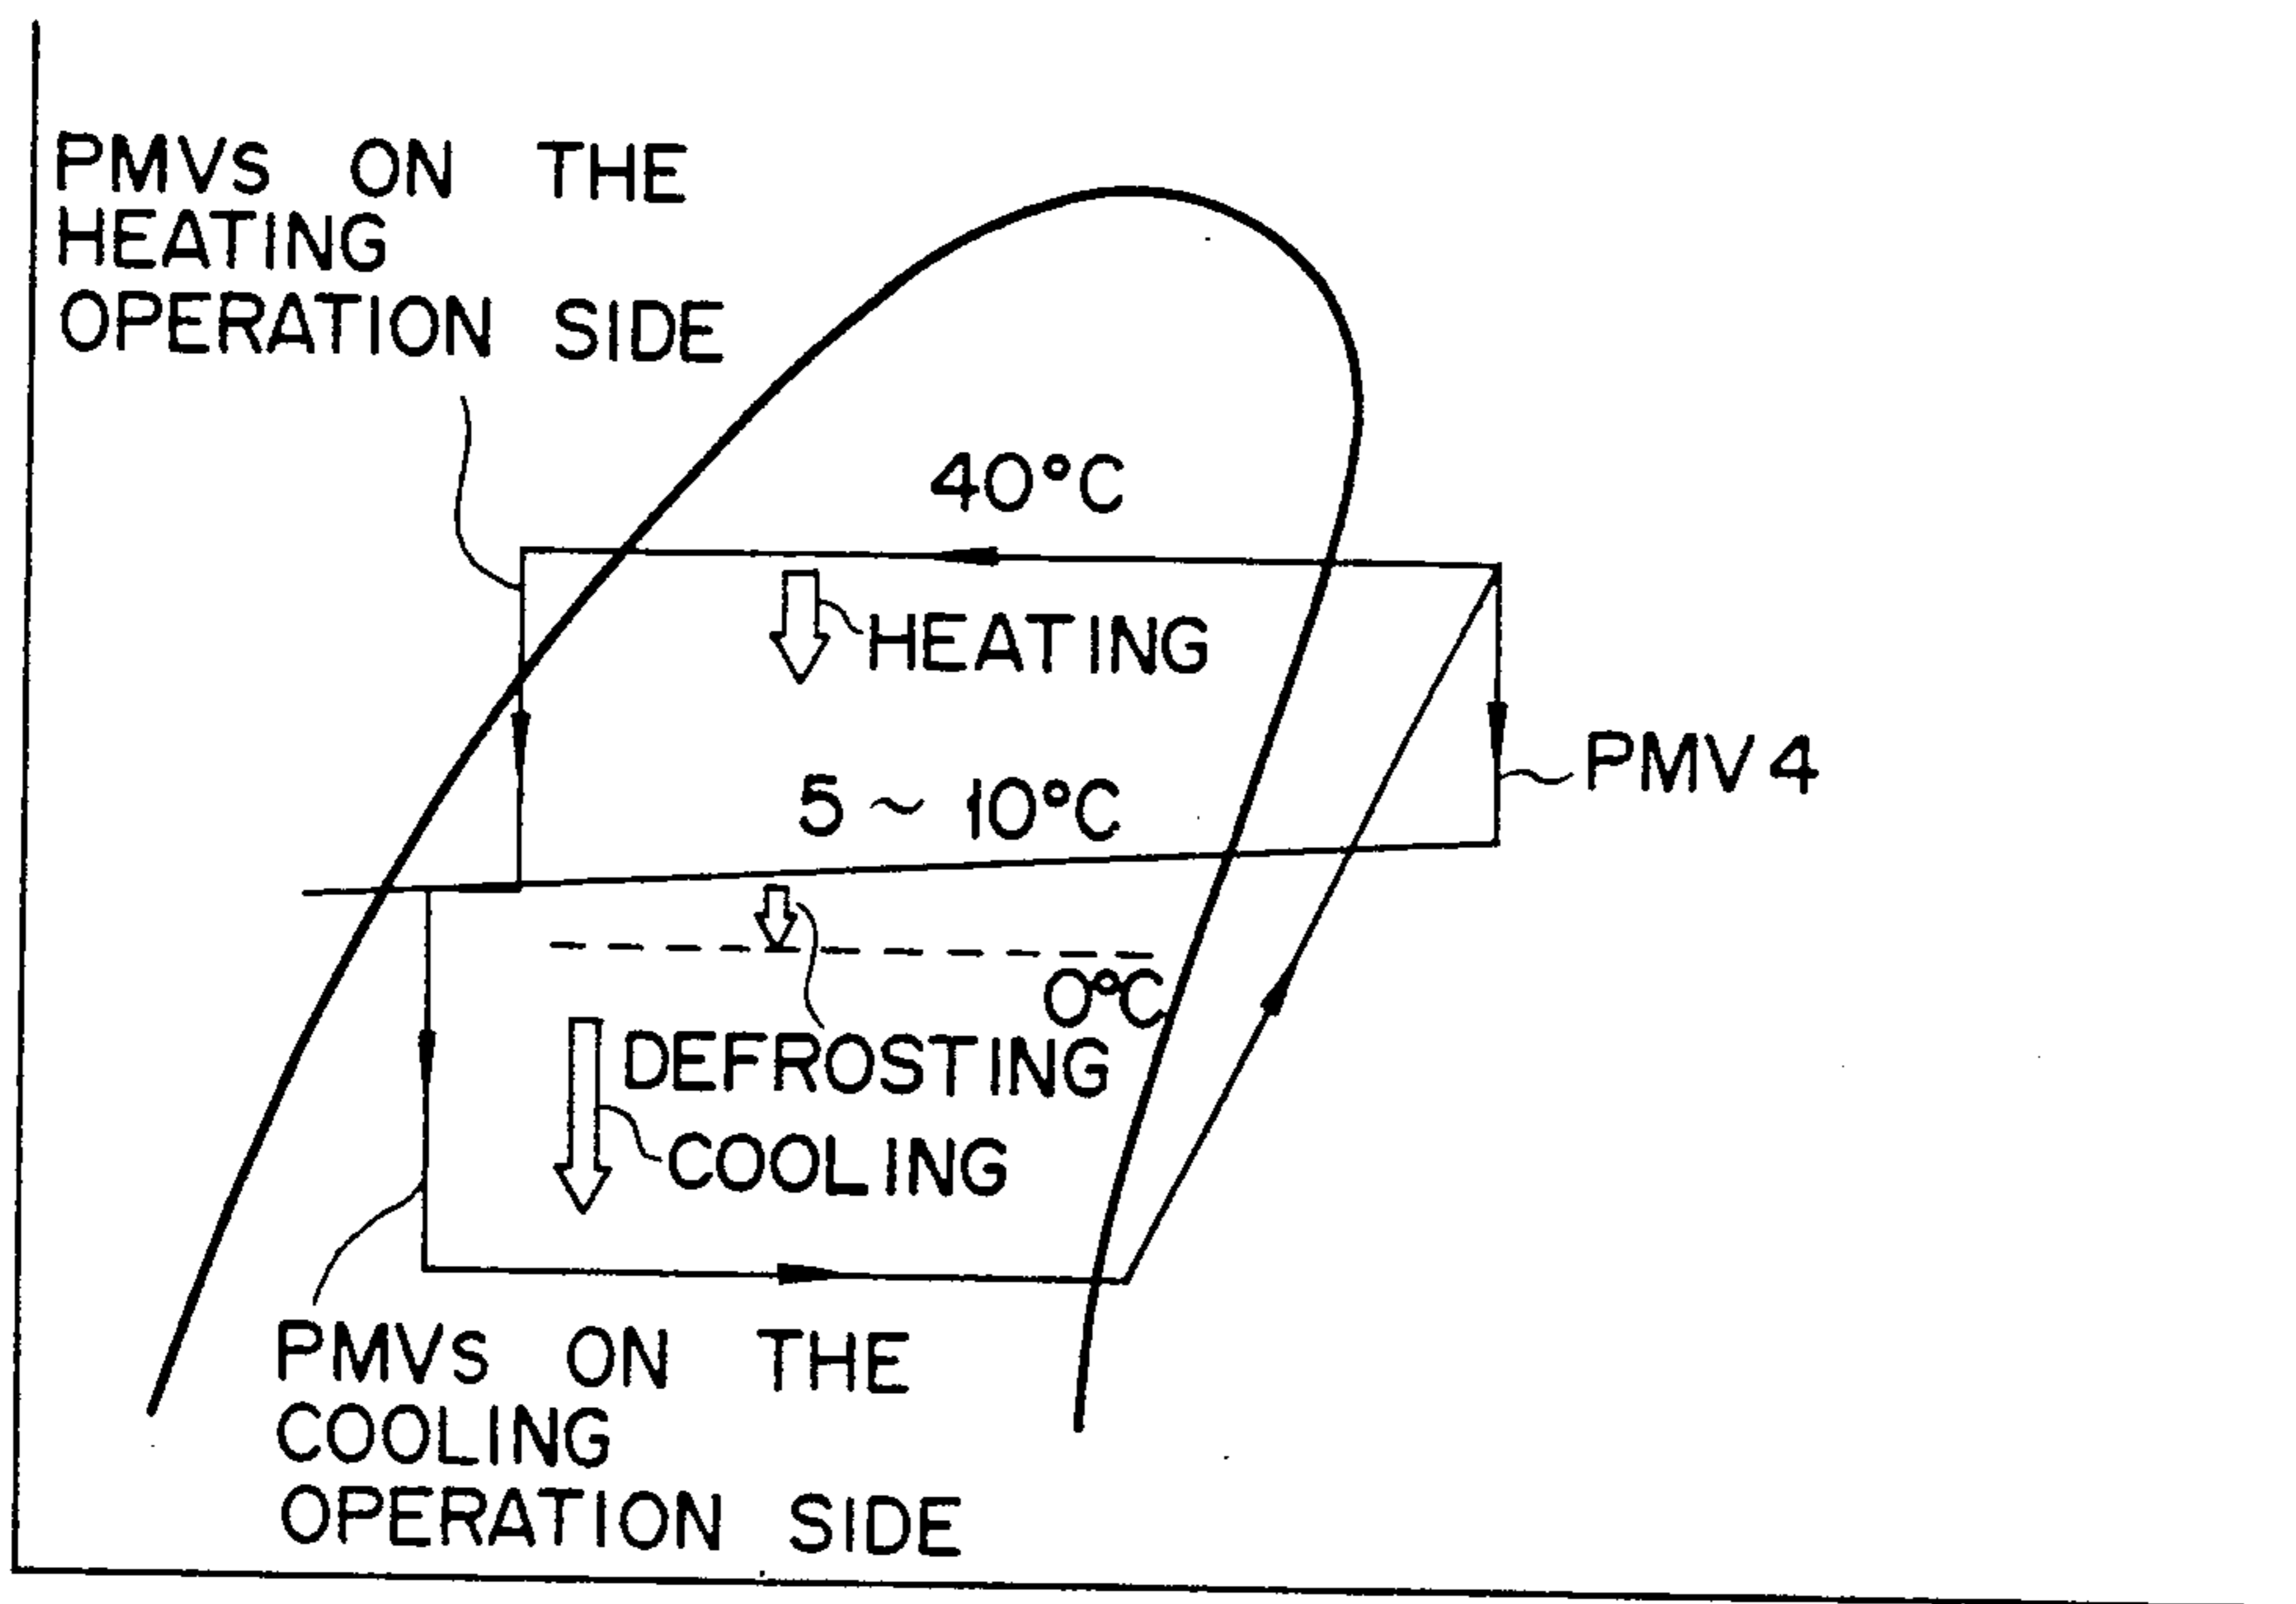 PMVS ON THE
HEATING
OPERATION SIDE
40°C
HEATING
PMV4
5 ~ 10°C
0°C
DEFROSTING
COOLING
PMVS ON THE
COOLING
OPERATION SIDE